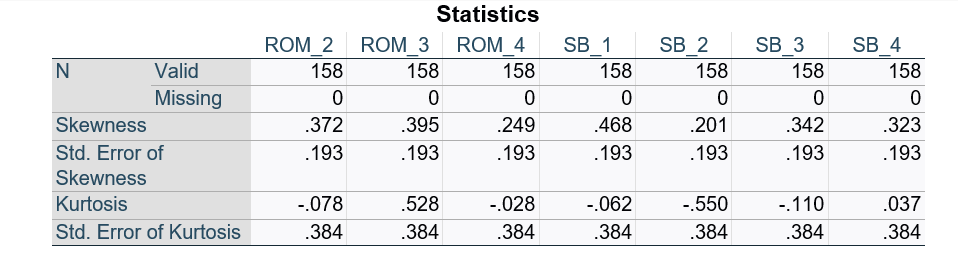 Statistics
ROM_2 ROM_3 ROM_4 SB_1 SB_2 SB_3 SB_4
N Valid 158 158 158 158 158 158 158
Missing 0 0 0 0 0 0 0
Skewness .372 .395 .249 .468 .201 .342 .323
Std. Error of .193 .193 .193 .193 .193 .193 .193
Skewness
Kurtosis -.078 .528 -.028 -.062 -.550 -.110 .037
Std. Error of Kurtosis .384 .384 .384 .384 .384 .384 .384